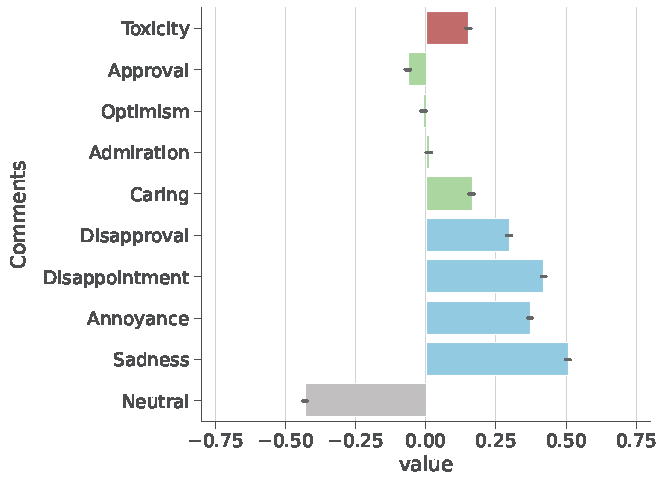 Toxicity
Approval
Optimism
Admiration
Caring
Disapproval
Disappointment
Annoyance
Sadness
Neutral
Comments
−0.75 −0.50 −0.25 0.00 0.25 0.50 0.75
value